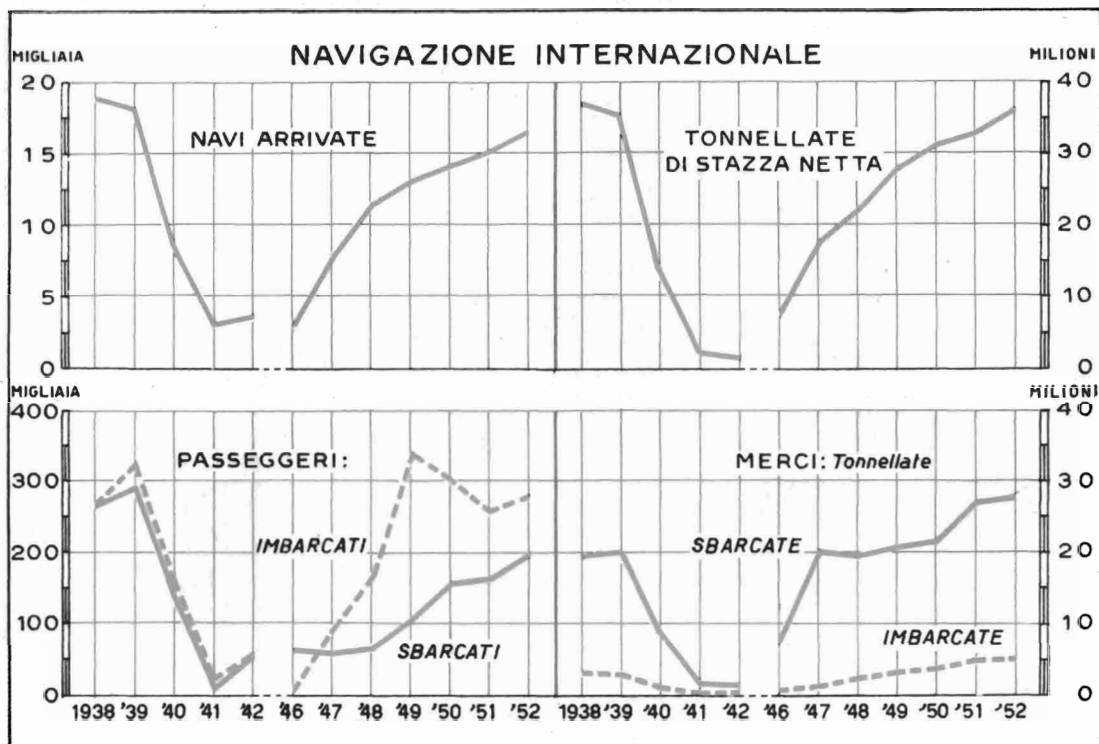 NAVIGAZIONE INTERNAZIONALE
MIGLIAIA
MILIONI
20
15
10
5
0
NAVI ARRIVATE
TONNELLATE
DI STAZZA NETTA
40
30
20
10
0
MIGLIAIA
MILIONI
400
300
200
100
0
PASSEGGERI:
IMBARCATI
SBARCATI
MERCI: Tonnellate
SBARCATE
IMBARCATE
40
30
20
10
0
1938 '39 '40 '41 '42 '46 '47 '48 '49 '50 '51 '52
1938 '39 '40 '41 '42 '46 '47 '48 '49 '50 '51 '52